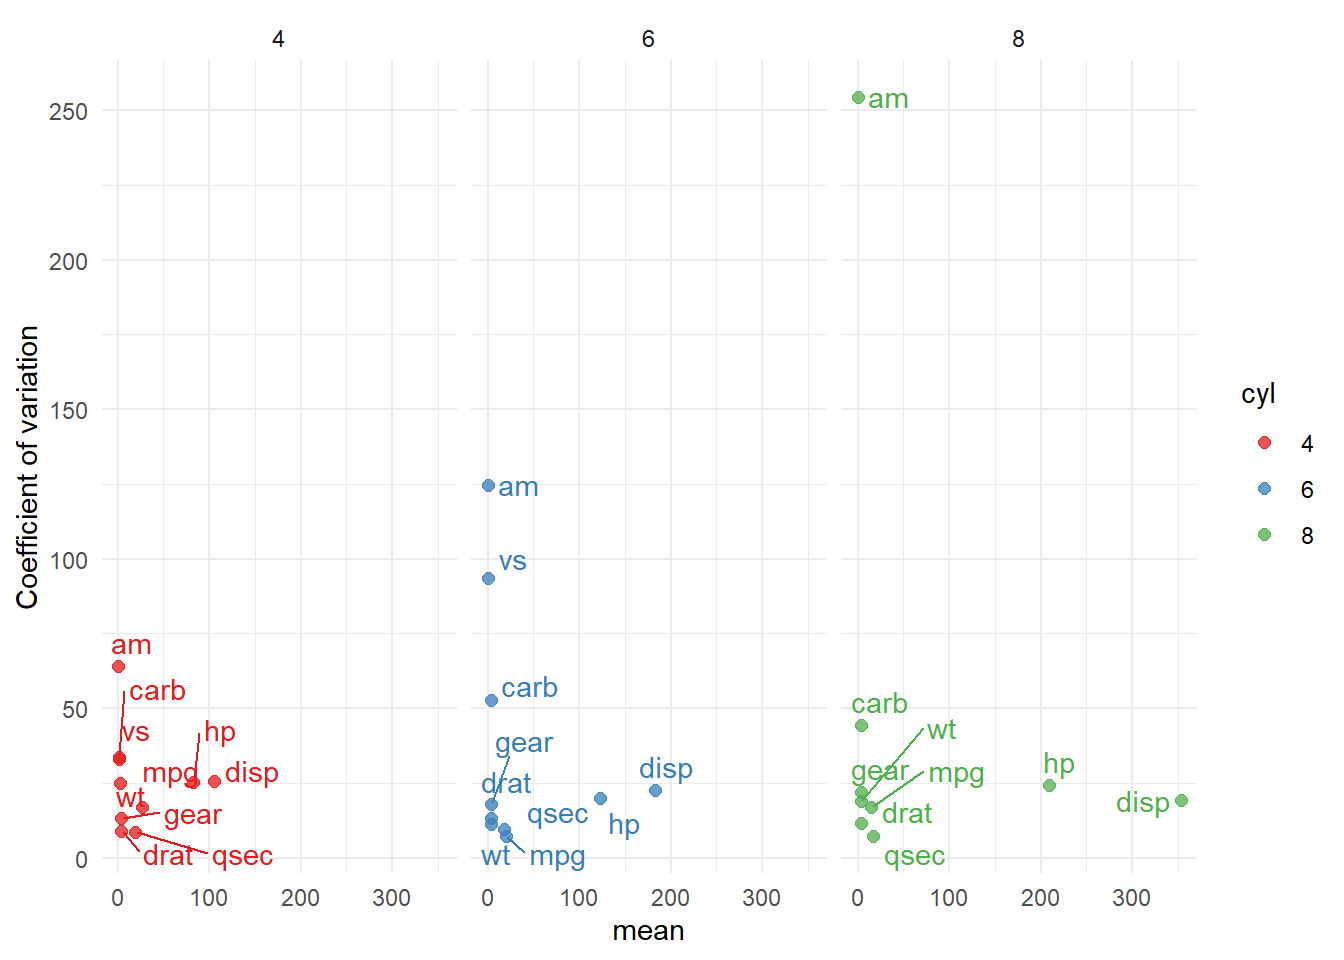 4 6 8
250
200
150
100
50
0
Coefficient of variation
am
carb
vs
hp
mpg
disp
wt
gear
drat
qsec
am
vs
carb
gear
disp
drat
qsec
hp
wt
mpg
am
carb
wt
hp
gear
mpg
disp
drat
qsec
0 100 200 300 0 100 200 300 0 100 200 300
mean
cyl
4
6
8